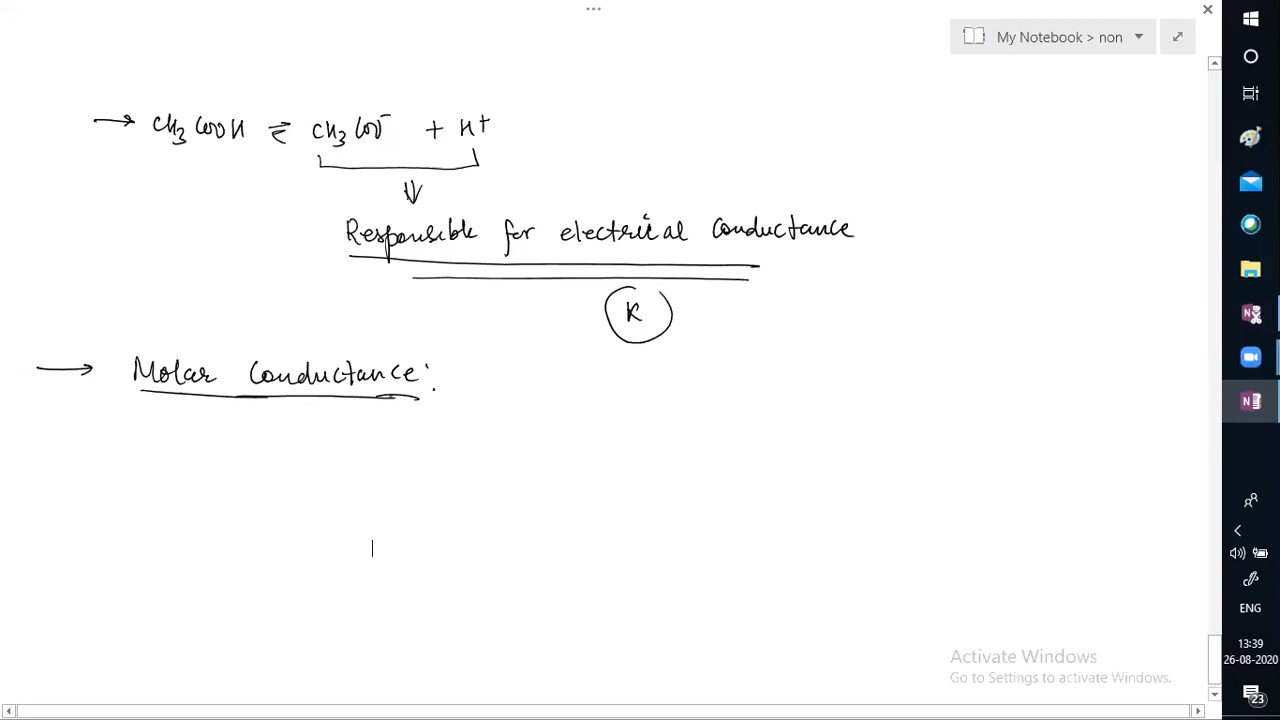 My Notebook > non
→ CH3COOH ⇌ CH3COO⁻ + H+
⇓
Responsible for electrical conductance
K
→ Molar Conductance:
Activate Windows
Go to Settings to activate Windows.
ENG
13:39
26-08-2020
23